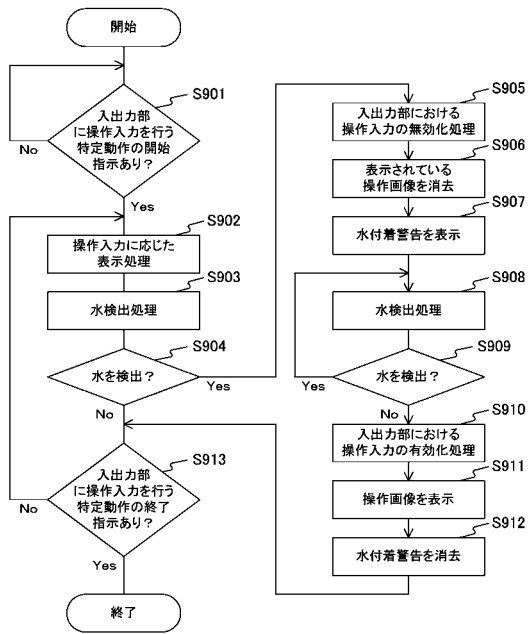 開始
S901
入出力部
に操作入力を行う
特定動作の開始
指示あり?
No
Yes
S902
操作入力に応じた
表示処理
S903
水検出処理
S904
水を検出?
Yes
No
S913
入出力部
に操作入力を行う
特定動作の終了
指示あり?
No
Yes
終了
S905
入出力部における
操作入力の無効化処理
S906
表示されている
操作画像を消去
S907
水付着警告を表示
S908
水検出処理
S909
水を検出?
Yes
No
S910
入出力部における
操作入力の有効化処理
S911
操作画像を表示
S912
水付着警告を消去